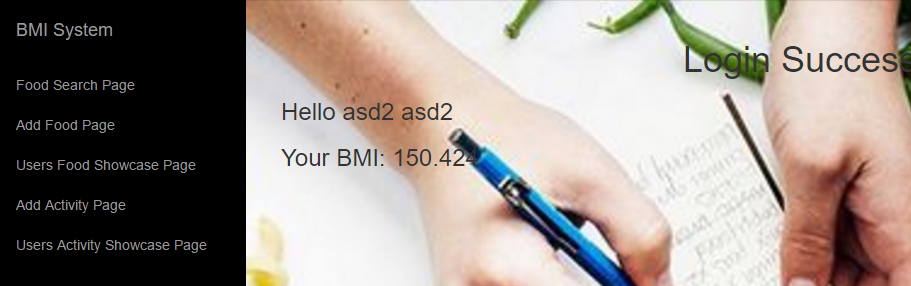 BMI System
Food Search Page
Add Food Page
Users Food Showcase Page
Add Activity Page
Users Activity Showcase Page
Login Success
Hello asd2 asd2
Your BMI: 150.424